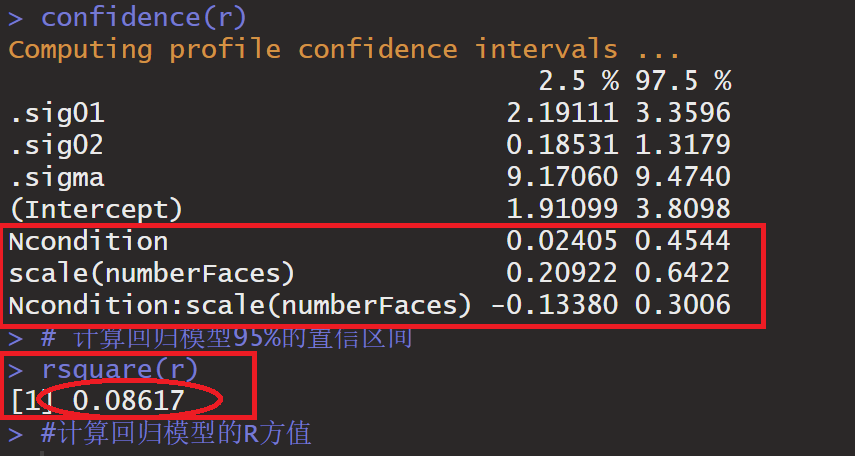 > confidence(r)
Computing profile confidence intervals ...
2.5 % 97.5 %
.sig01 2.19111 3.3596
.sig02 0.18531 1.3179
.sigma 9.17060 9.4740
(Intercept) 1.91099 3.8098
Ncondition 0.02405 0.4544
scale(numberFaces) 0.20922 0.6422
Ncondition:scale(numberFaces) -0.13380 0.3006
> # 计算回归模型95%的置信区间
> rsquare(r)
[1] 0.08617
> #计算回归模型的R方值